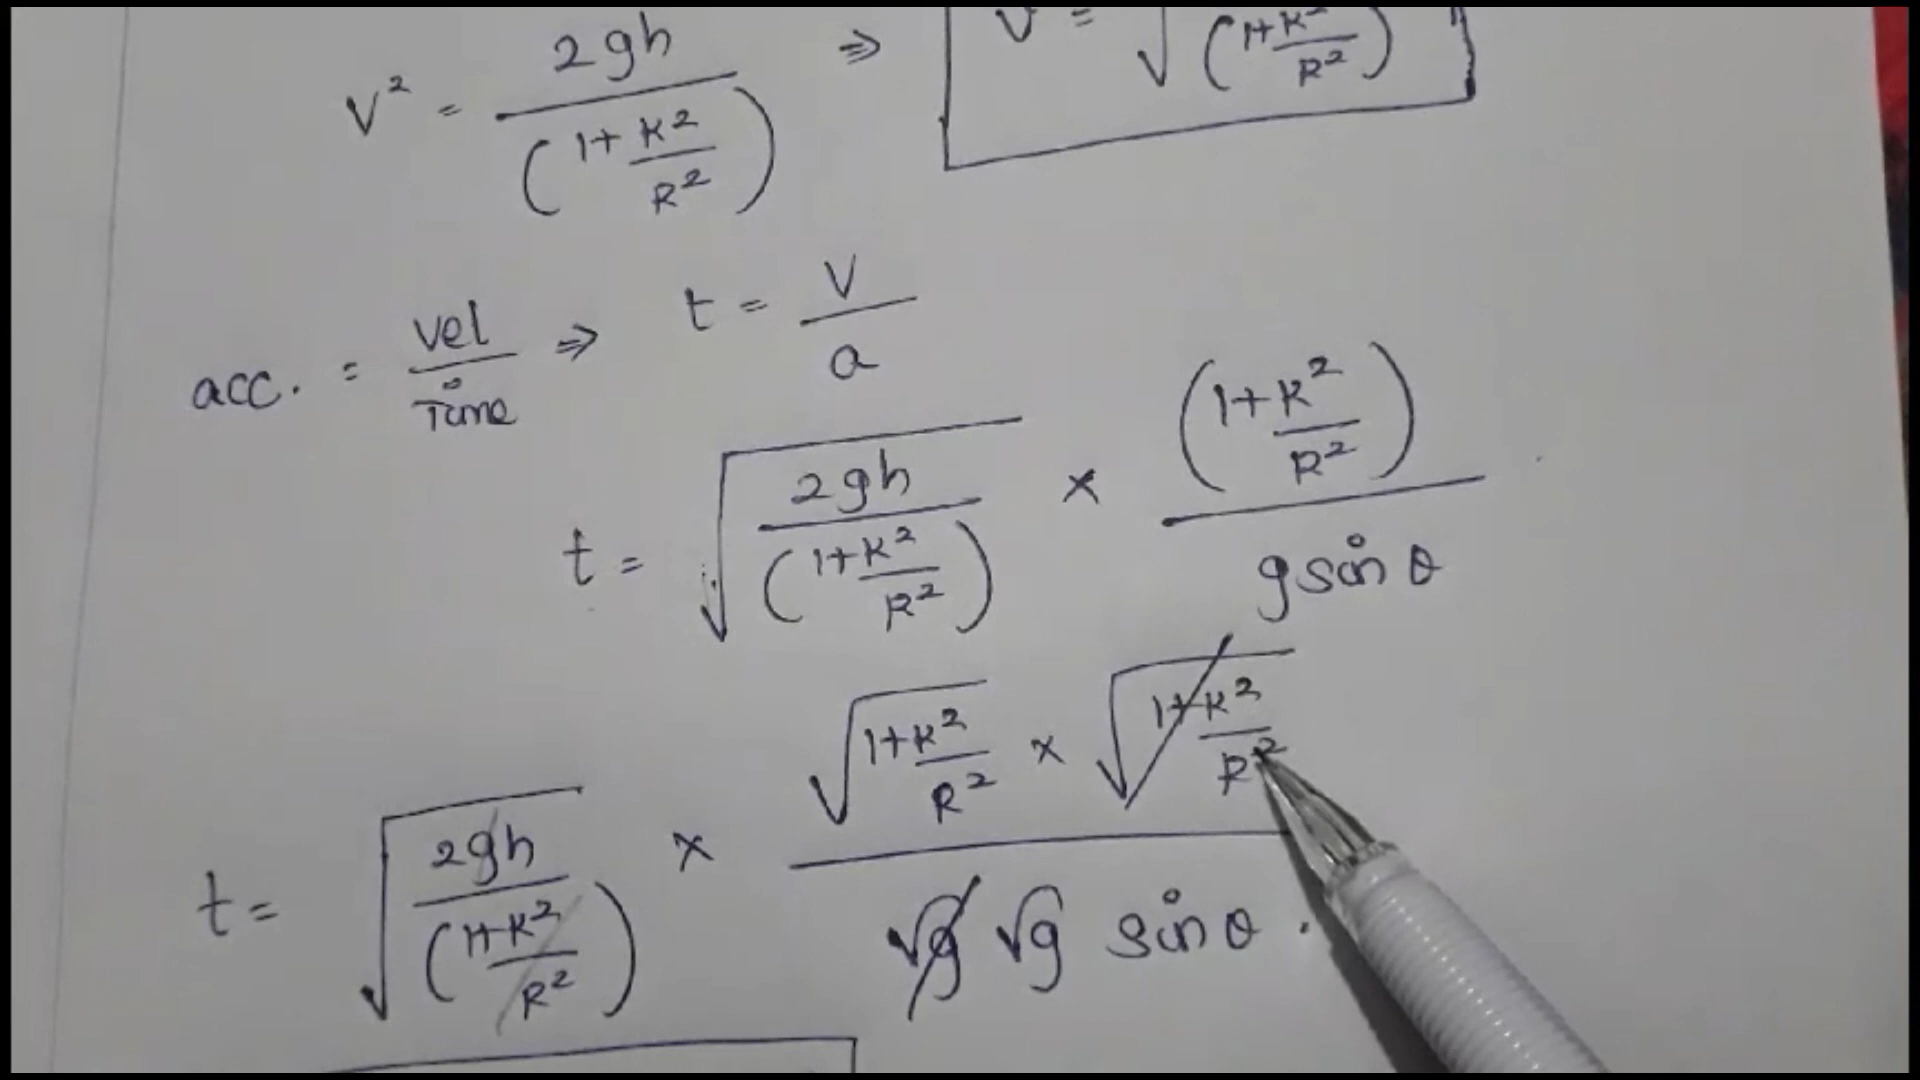 V² = 2gh / (1+K²/R²) ⇒ V = √ / (1+K²/R²)
acc. = Vel / Time ⇒ t = V / a
t = √(2gh / (1+K²/R²)) × (1+K²/R²) / g sin θ
t = √(2gh / (1+K²/R²)) × √(1+K²/R²) × √(1+K²/R²) / √g √g sin θ .